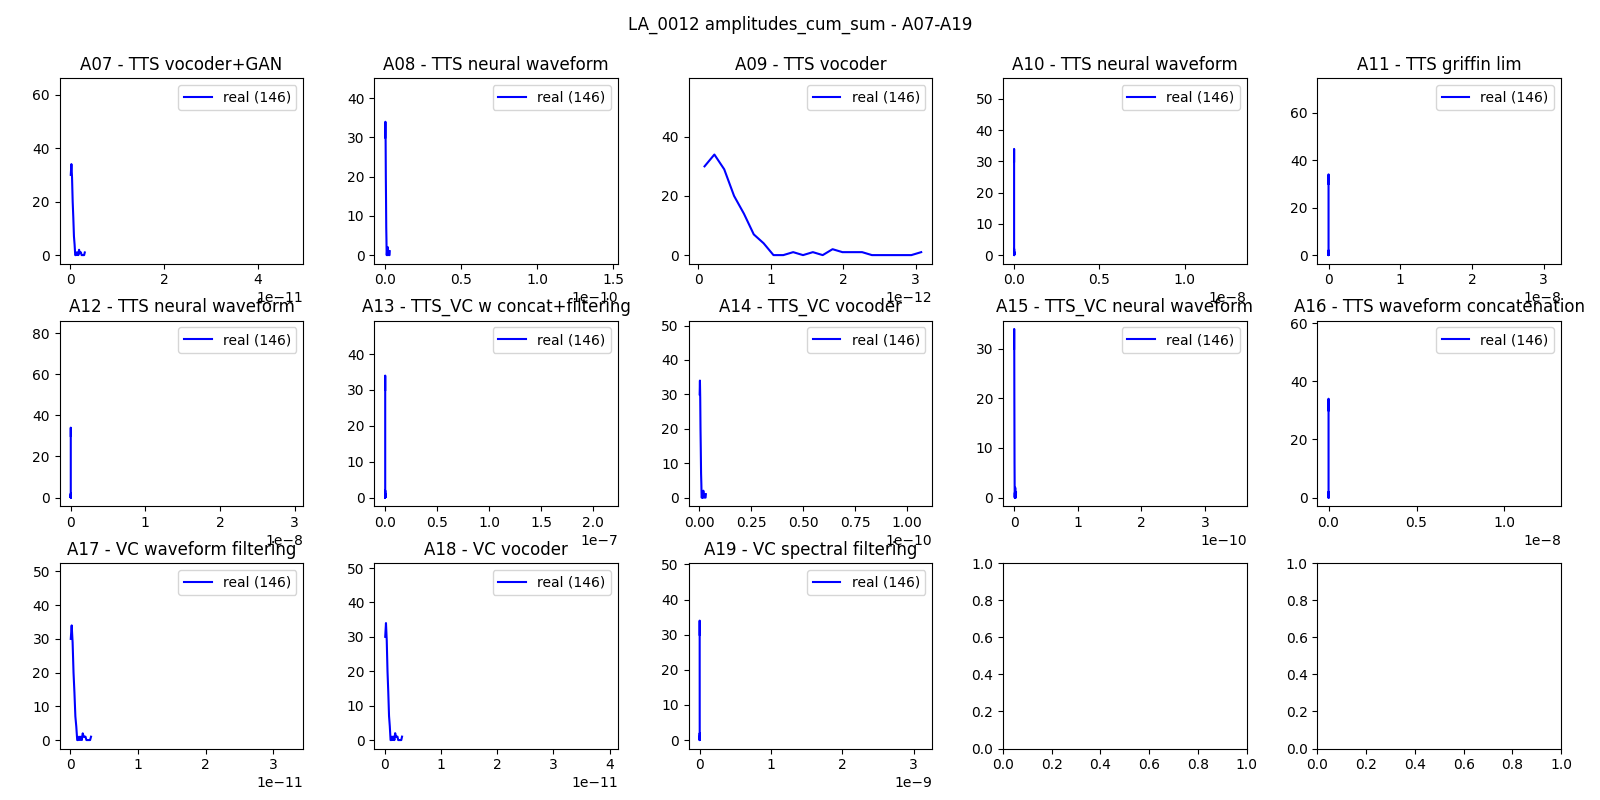 LA_0012 amplitudes_cum_sum - A07-A19
A07 - TTS vocoder+GAN
real (146)
60
40
20
0
0 2 4
1e−11
A08 - TTS neural waveform
real (146)
40
30
20
10
0
0.0 0.5 1.0 1.5
1e−10
A09 - TTS vocoder
real (146)
40
20
0
0 1 2 3
1e−12
A10 - TTS neural waveform
real (146)
50
40
30
20
10
0
0.0 0.5 1.0
1e−8
A11 - TTS griffin lim
real (146)
60
40
20
0
0 1 2 3
1e−8
A12 - TTS neural waveform
real (146)
80
60
40
20
0
0 1 2 3
1e−8
A13 - TTS_VC w concat+filtering
real (146)
40
30
20
10
0
0.0 0.5 1.0 1.5 2.0
1e−7
A14 - TTS_VC vocoder
real (146)
50
40
30
20
10
0
0.00 0.25 0.50 0.75 1.00
1e−10
A15 - TTS_VC neural waveform
real (146)
30
20
10
0
0 1 2 3
1e−10
A16 - TTS waveform concatenation
real (146)
60
40
20
0
0.0 0.5 1.0
1e−8
A17 - VC waveform filtering
real (146)
50
40
30
20
10
0
0 1 2 3
1e−11
A18 - VC vocoder
real (146)
50
40
30
20
10
0
0 1 2 3 4
1e−11
A19 - VC spectral filtering
real (146)
50
40
30
20
10
0
0 1 2 3
1e−9
1.0
0.8
0.6
0.4
0.2
0.0
0.0 0.2 0.4 0.6 0.8 1.0
1.0
0.8
0.6
0.4
0.2
0.0
0.0 0.2 0.4 0.6 0.8 1.0